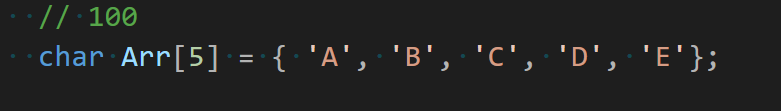 // 100
char Arr[5] = { 'A', 'B', 'C', 'D', 'E'};